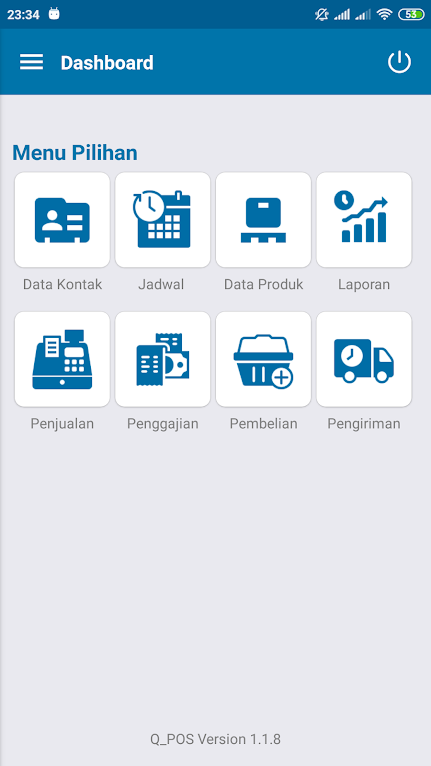 23:34
53
Dashboard
Menu Pilihan
Data Kontak Jadwal Data Produk Laporan
Penjualan Penggajian Pembelian Pengiriman
Q_POS Version 1.1.8